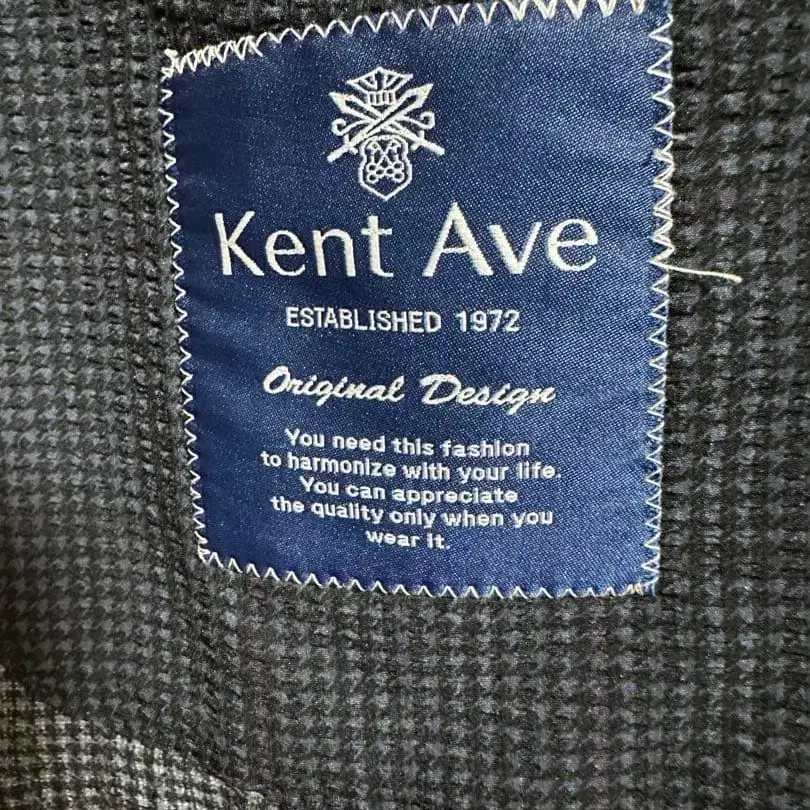 Kent Ave
ESTABLISHED 1972
Original Design
You need this fashion
to harmonize with your life.
You can appreciate
the quality only when you
wear it.